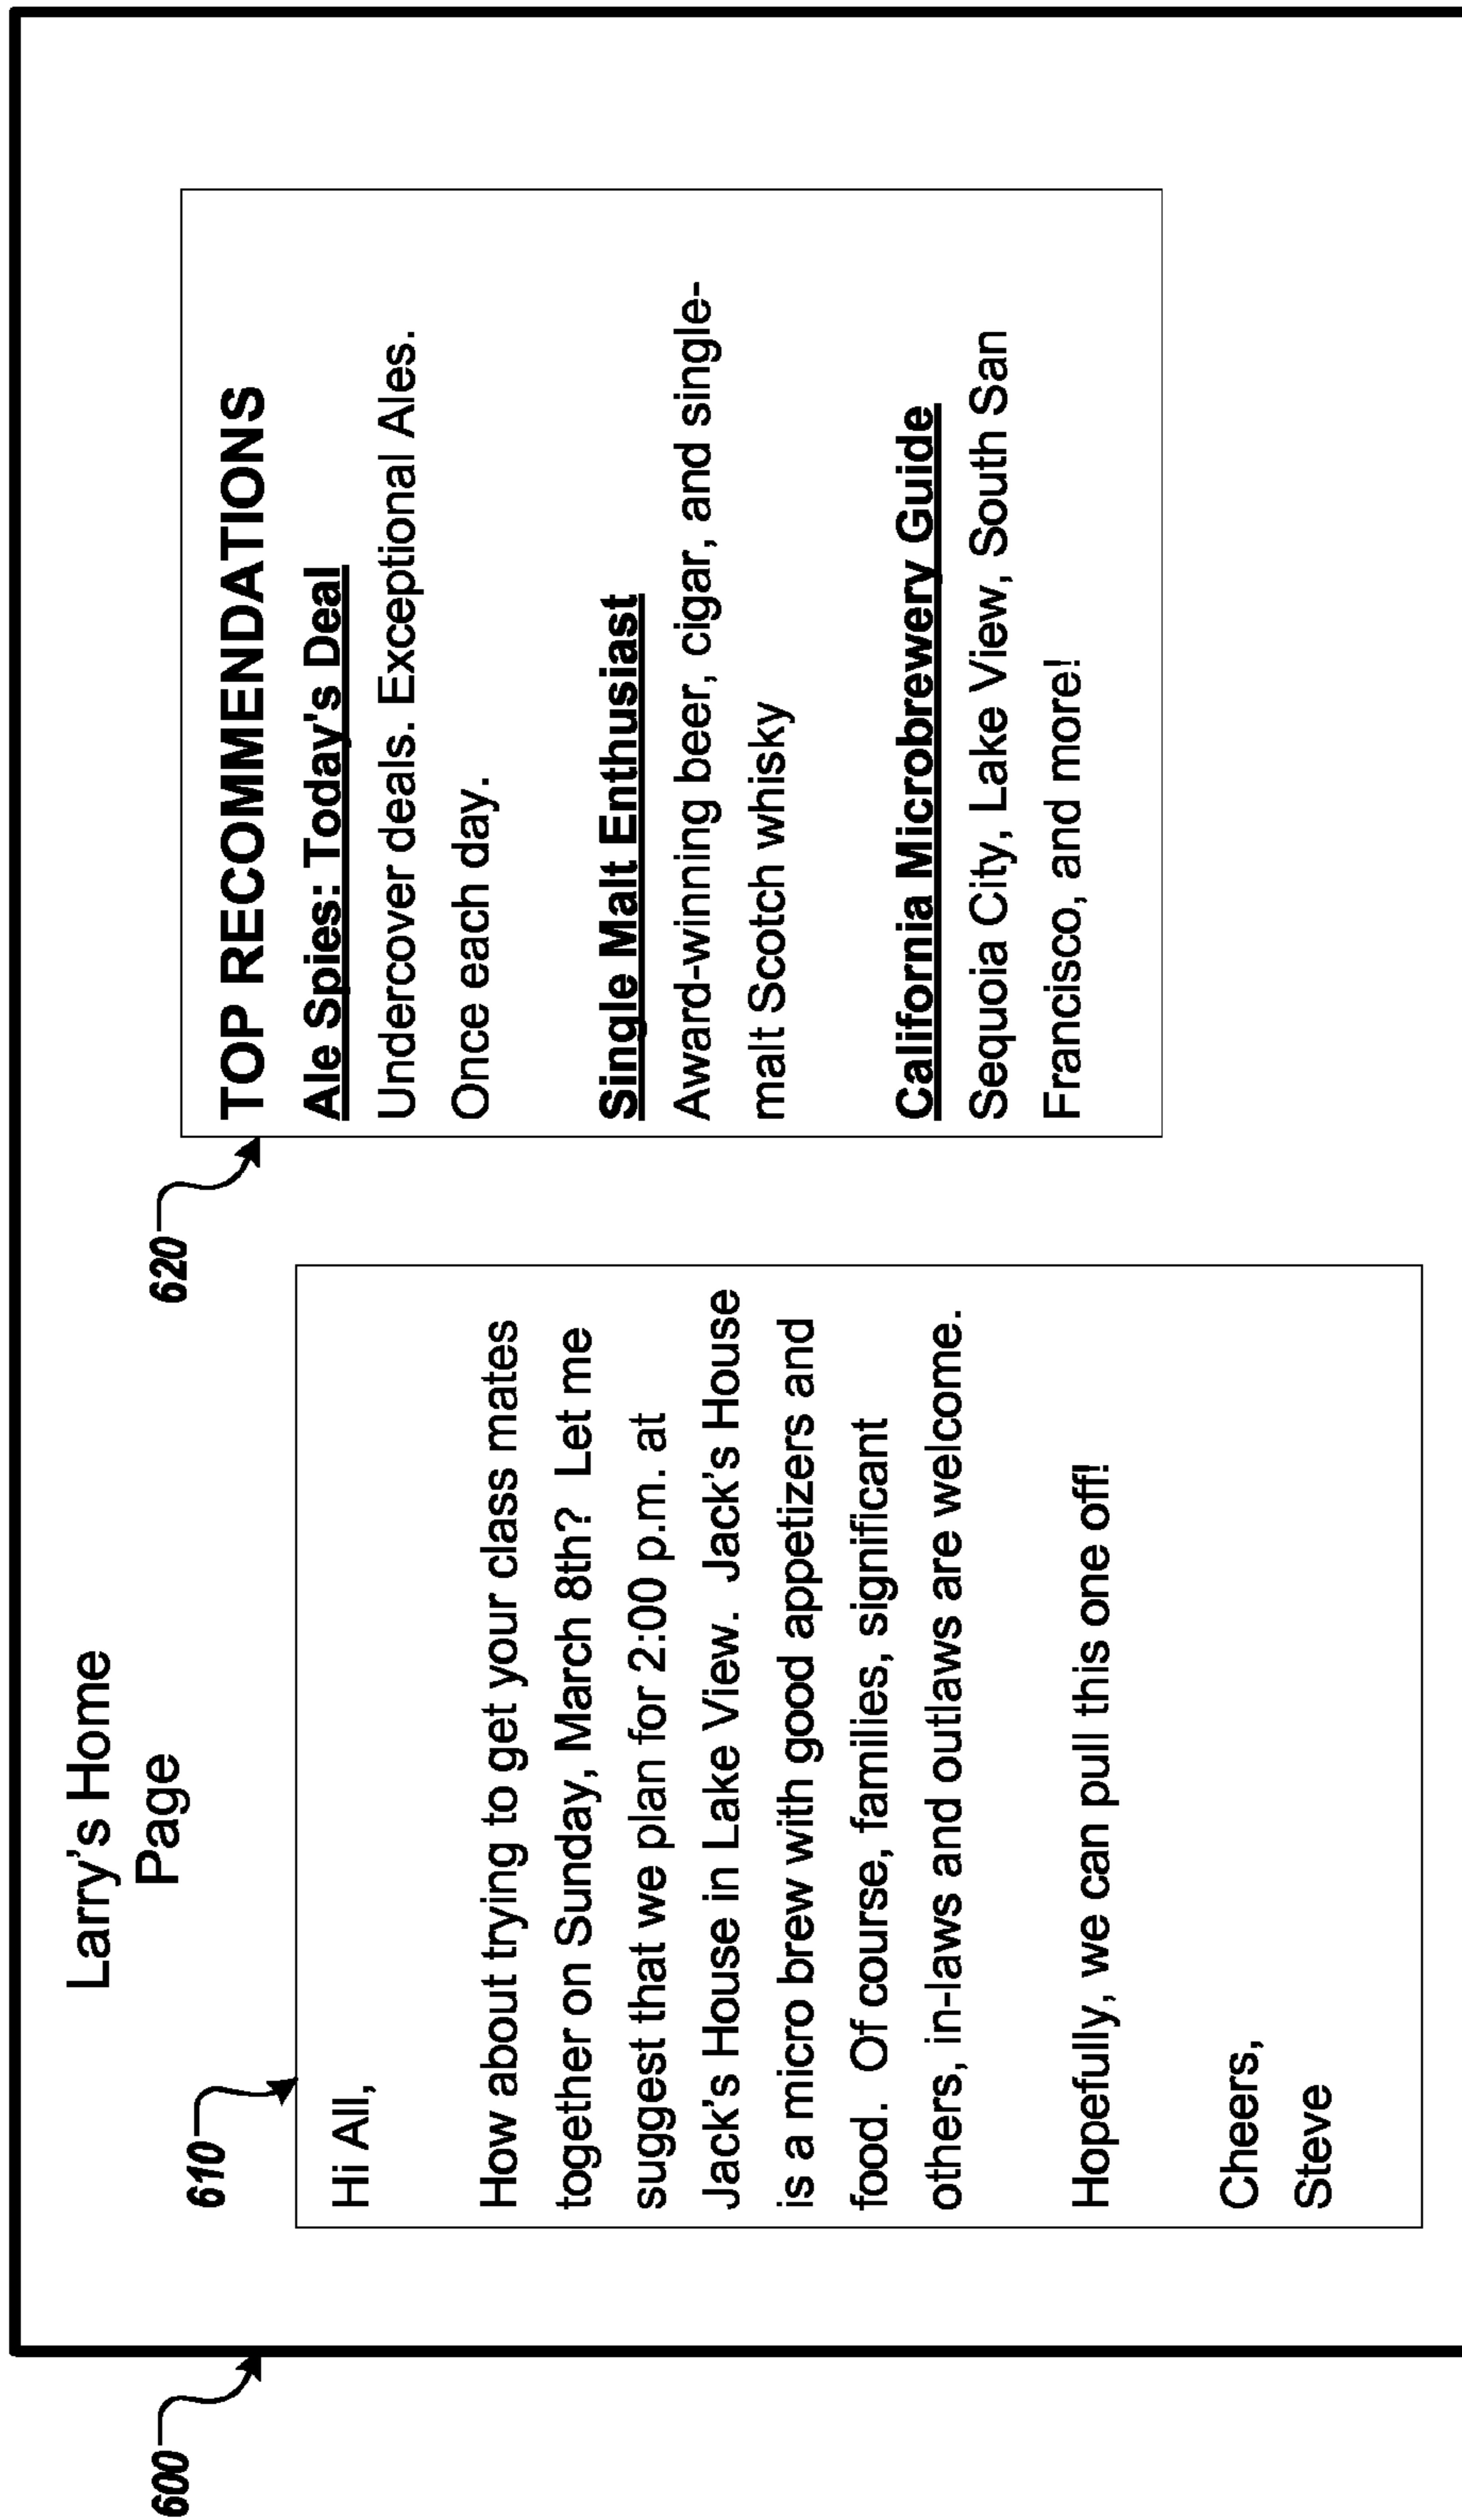 600
Larry's Home
Page
610
Hi All,
How about trying to get your class mates
together on Sunday, March 8th?  Let me
suggest that we plan for 2:00 p.m. at
Jack's House in Lake View.  Jack's House
is a micro brew with good appetizers and
food.  Of course, families, significant
others, in-laws and outlaws are welcome.
Hopefully, we can pull this one off!
Cheers,
Steve
620
TOP RECOMMENDATIONS
Ale Spies: Today's Deal
Undercover deals. Exceptional Ales.
Once each day.
Single Malt Enthusiast
Award-winning beer, cigar, and single-
malt Scotch whisky
California Microbrewery Guide
Sequoia City, Lake View, South San
Francisco, and more!